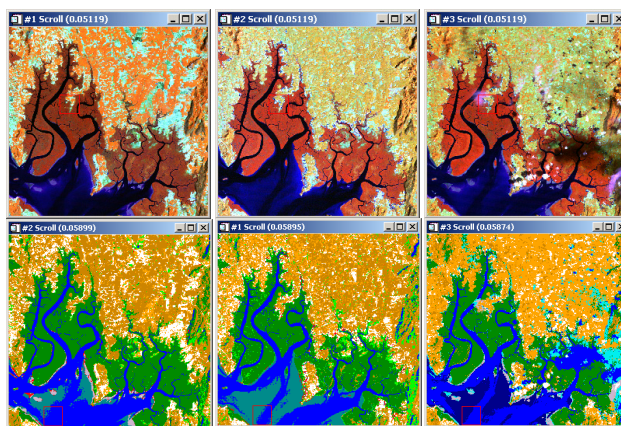 #1 Scroll (0.05119)
#2 Scroll (0.05119)
#3 Scroll (0.05119)
#2 Scroll (0.05899)
#1 Scroll (0.05895)
#3 Scroll (0.05874)